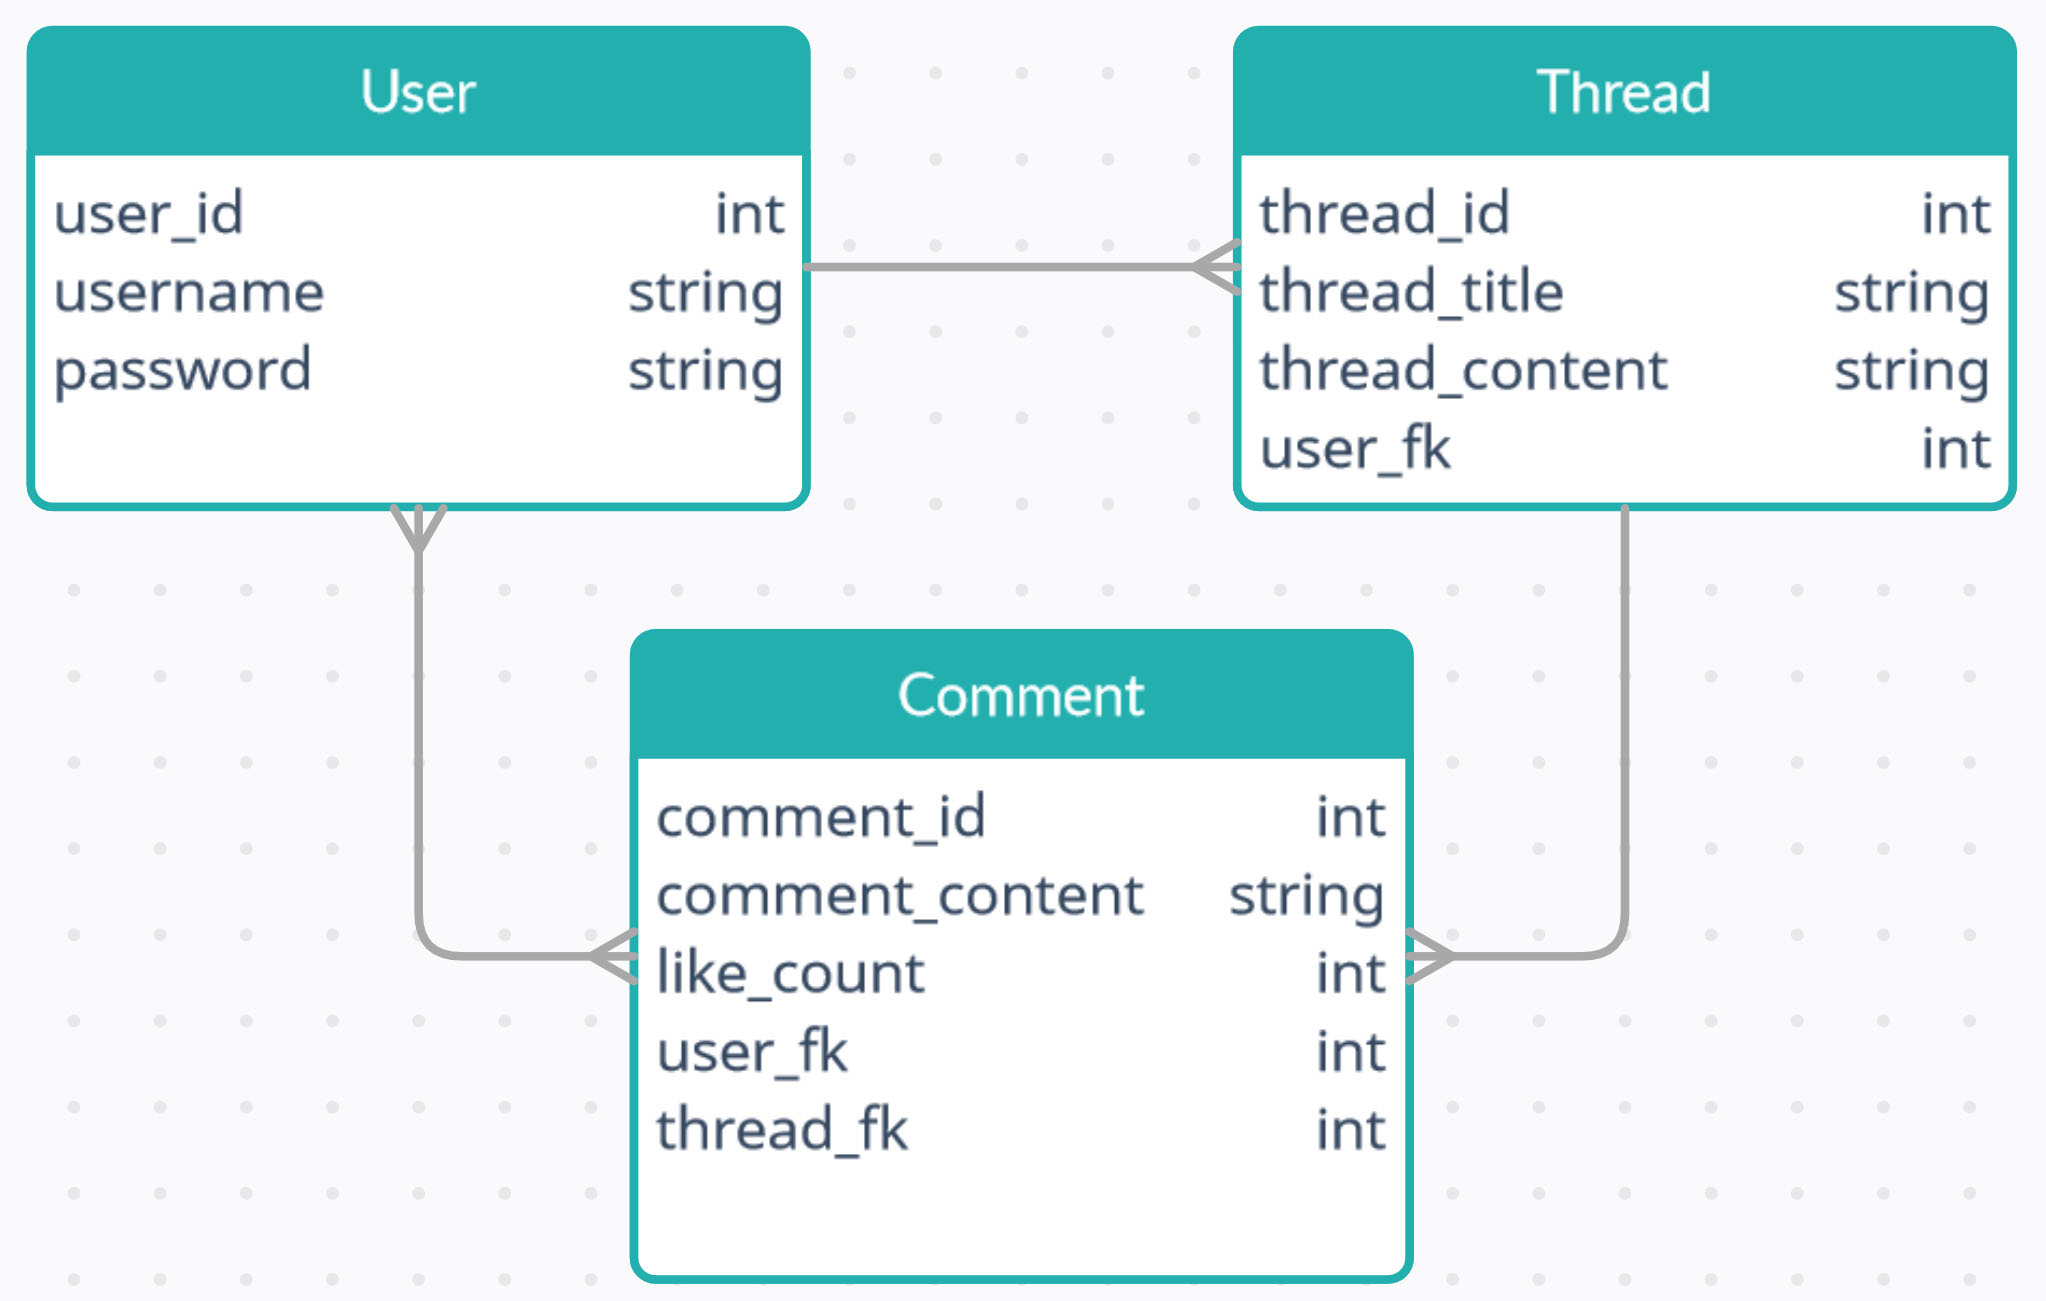 User
user_id int
username string
password string
Thread
thread_id int
thread_title string
thread_content string
user_fk int
Comment
comment_id int
comment_content string
like_count int
user_fk int
thread_fk int